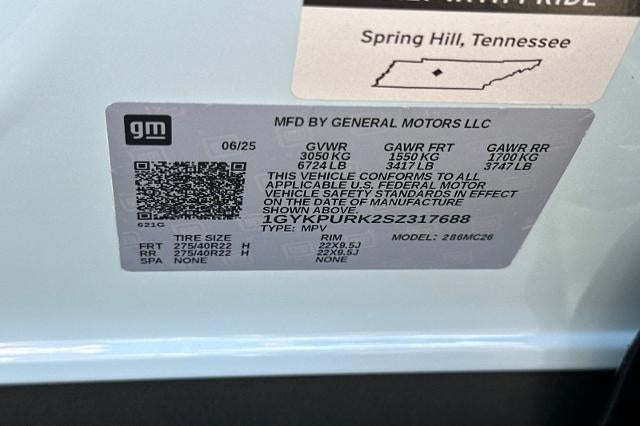 PRIDE
Spring Hill, Tennessee
gm
MFD BY GENERAL MOTORS LLC
06/25 GVWR GAWR FRT GAWR RR
3050 KG 1550 KG 1700 KG
6724 LB 3417 LB 3747 LB
THIS VEHICLE CONFORMS TO ALL
APPLICABLE U.S. FEDERAL MOTOR
VEHICLE SAFETY STANDARDS IN EFFECT
ON THE DATE OF MANUFACTURE
SHOWN ABOVE.
621G
1GYKPURK2SZ317688
TYPE: MPV MODEL: 286MC26
TIRE SIZE RIM
FRT 275/40R22 H 22X9.5J
RR 275/40R22 H 22X9.5J
SPA NONE NONE